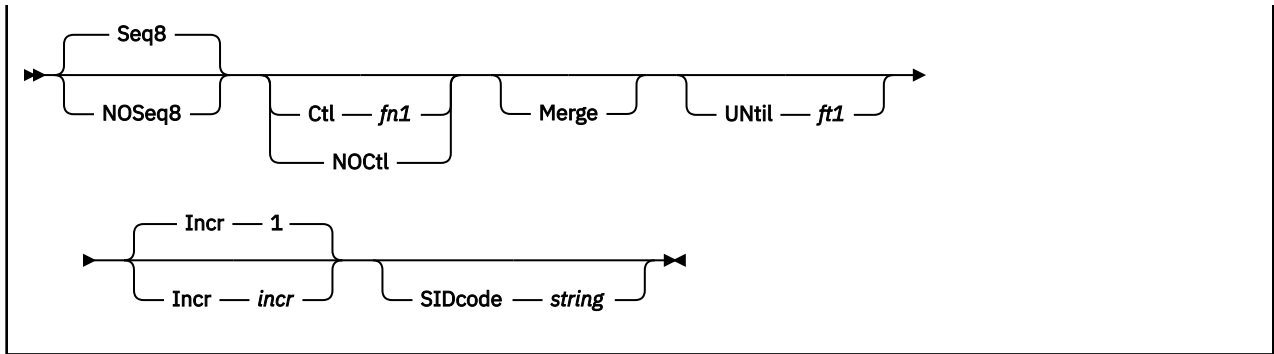 Seq8
NOSeq8
Ctl fn1
NOCtl
Merge
UNtil ft1
Incr 1
Incr incr
SIDcode string